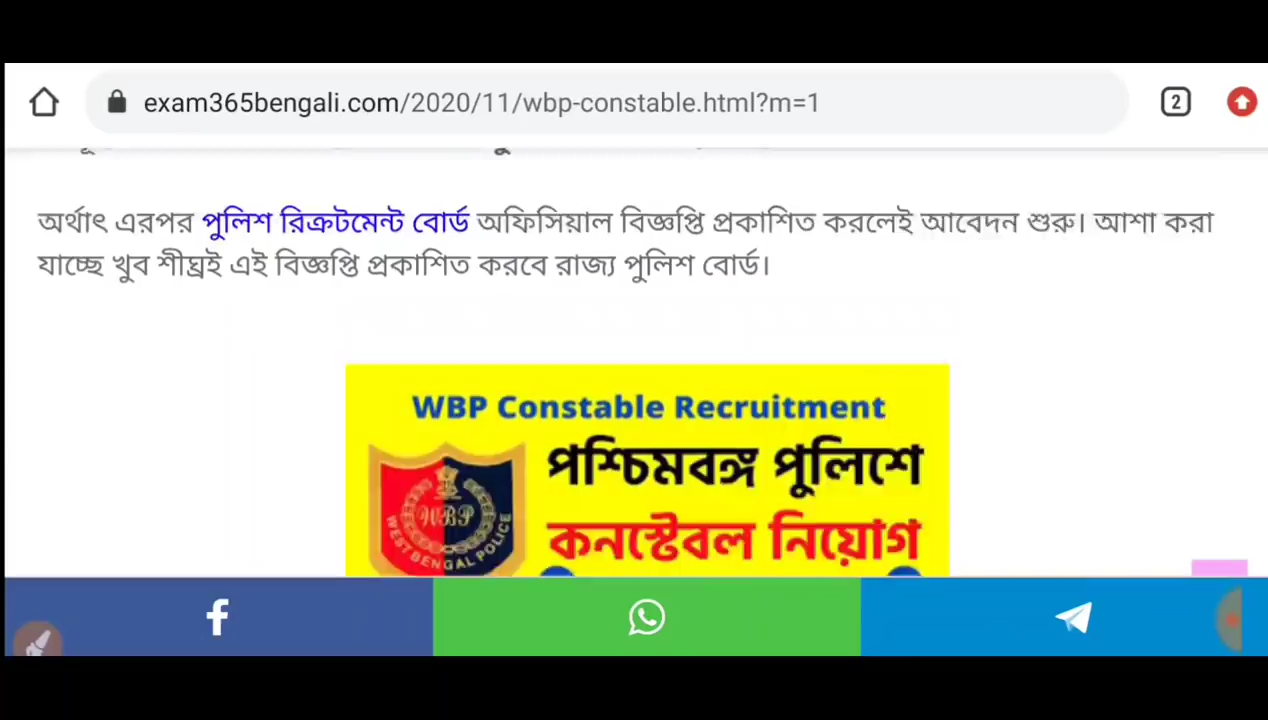 exam365bengali.com/2020/11/wbp-constable.html?m=1
2
অর্থাৎ এরপর পুলিশ রিক্রটমেন্ট বোর্ড অফিসিয়াল বিজ্ঞপ্তি প্রকাশিত করলেই আবেদন শুরু। আশা করা
যাচ্ছে খুব শীঘ্রই এই বিজ্ঞপ্তি প্রকাশিত করবে রাজ্য পুলিশ বোর্ড।
WBP Constable Recruitment
পশ্চিমবঙ্গ পুলিশে
কনস্টেবল নিয়োগ
WBP
WEST BENGAL POLICE